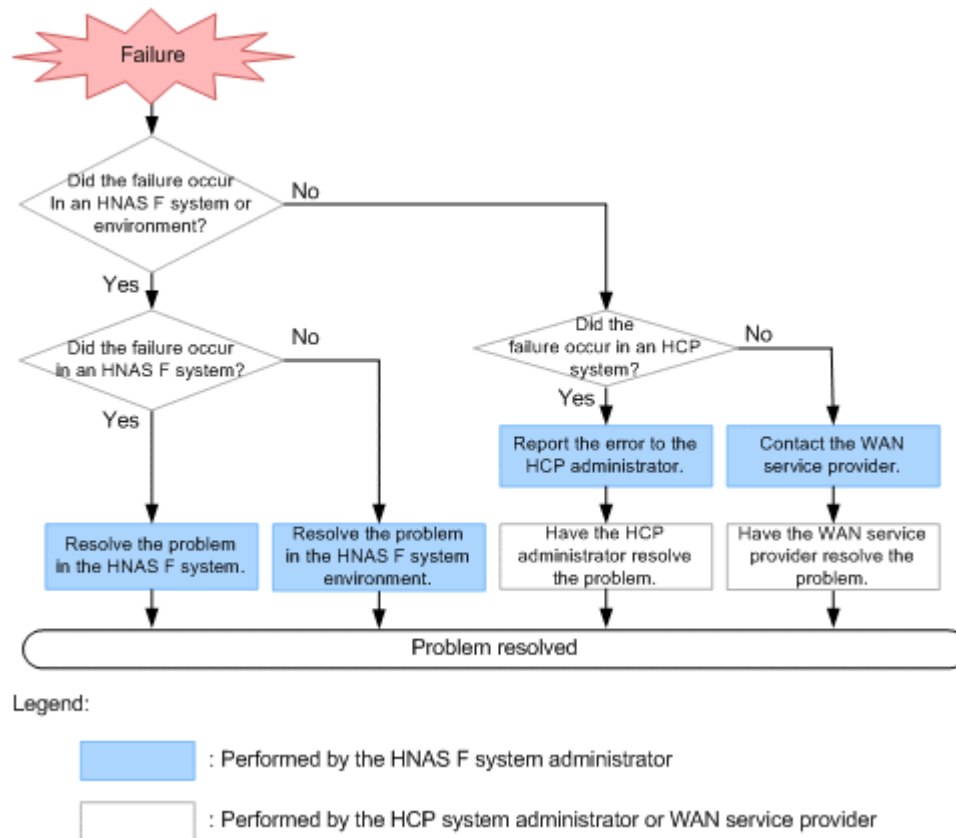 Failure
Did the failure occur
In an HNAS F system or
environment?
No
Yes
Did the failure occur
in an HNAS F system?
No
Yes
Did the
failure occur in an HCP
system?
No
Yes
Report the error to the
HCP administrator.
Contact the WAN
service provider.
Resolve the problem
in the HNAS F system.
Resolve the problem
in the HNAS F system
environment.
Have the HCP
administrator resolve
the problem.
Have the WAN service
provider resolve the
problem.
Problem resolved
Legend:
: Performed by the HNAS F system administrator
: Performed by the HCP system administrator or WAN service provider